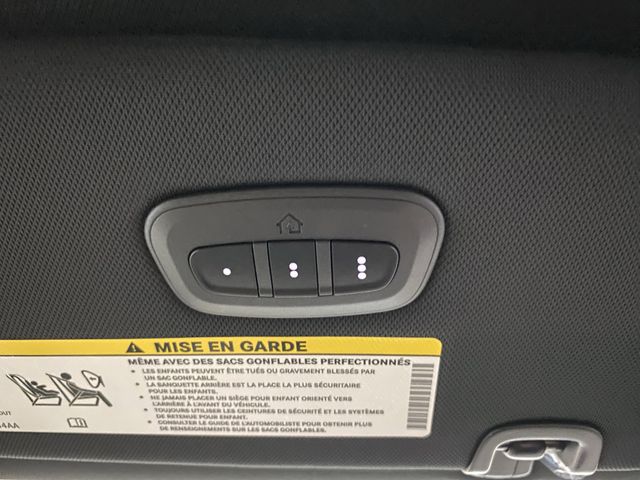 MISE EN GARDE
MÊME AVEC DES SACS GONFLABLES PERFECTIONNÉS
• LES ENFANTS PEUVENT ÊTRE TUÉS OU GRAVEMENT BLESSÉS PAR
UN SAC GONFLABLE.
• LA BANQUETTE ARRIÈRE EST LA PLACE LA PLUS SÉCURITAIRE
POUR LES ENFANTS.
• NE JAMAIS PLACER UN SIÈGE POUR ENFANT ORIENTÉ VERS
L'ARRIÈRE À L'AVANT DU VÉHICULE.
• TOUJOURS UTILISER LES CEINTURES DE SÉCURITÉ ET LES SYSTÈMES
DE RETENUE POUR ENFANT.
• CONSULTER LE GUIDE DE L'AUTOMOBILISTE POUR OBTENIR PLUS
DE RENSEIGNEMENTS SUR LES SACS GONFLABLES.
OUT
4AA